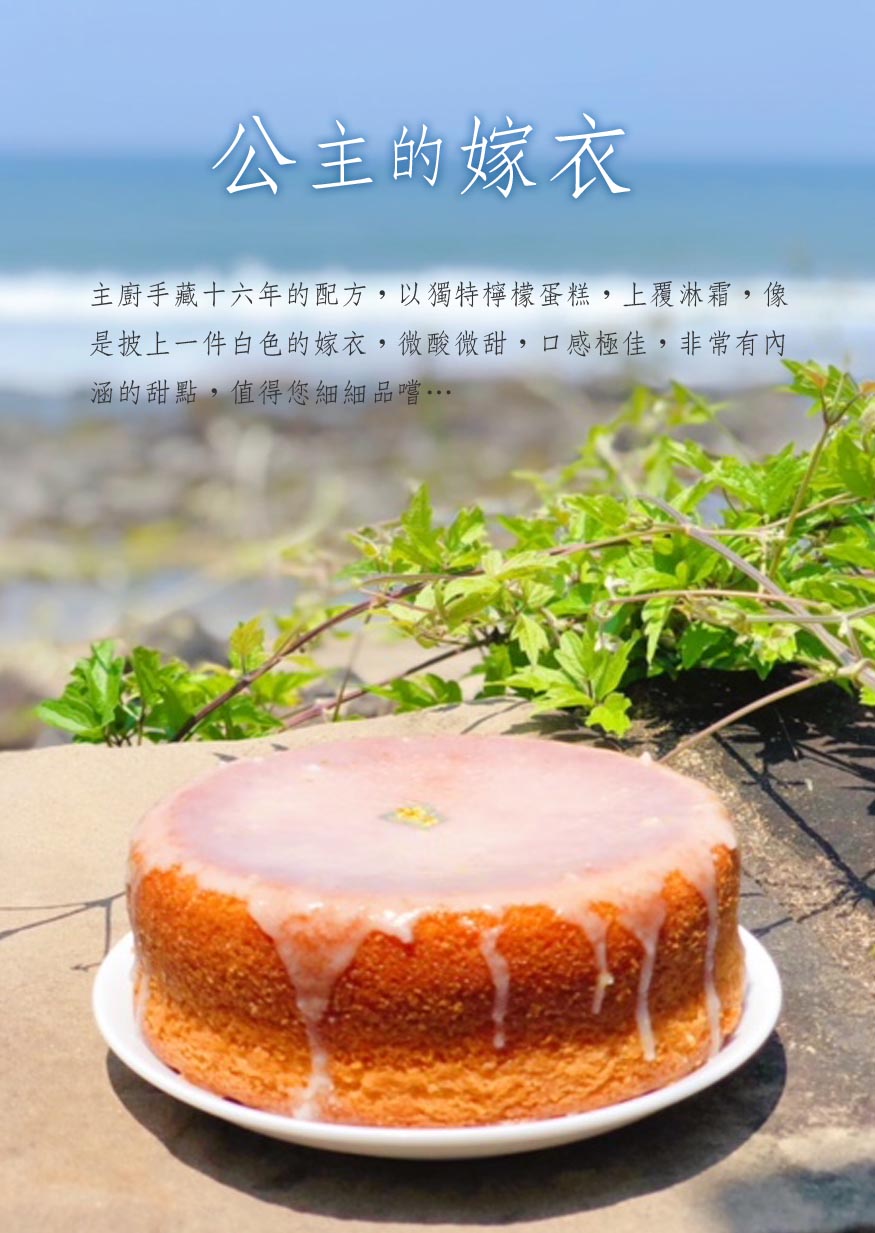 公主的嫁衣
主廚手藏十六年的配方，以獨特檸檬蛋糕，上覆淋霜，像
是披上一件白色的嫁衣，微酸微甜，口感極佳，非常有內
涵的甜點，值得您細細品嚐…